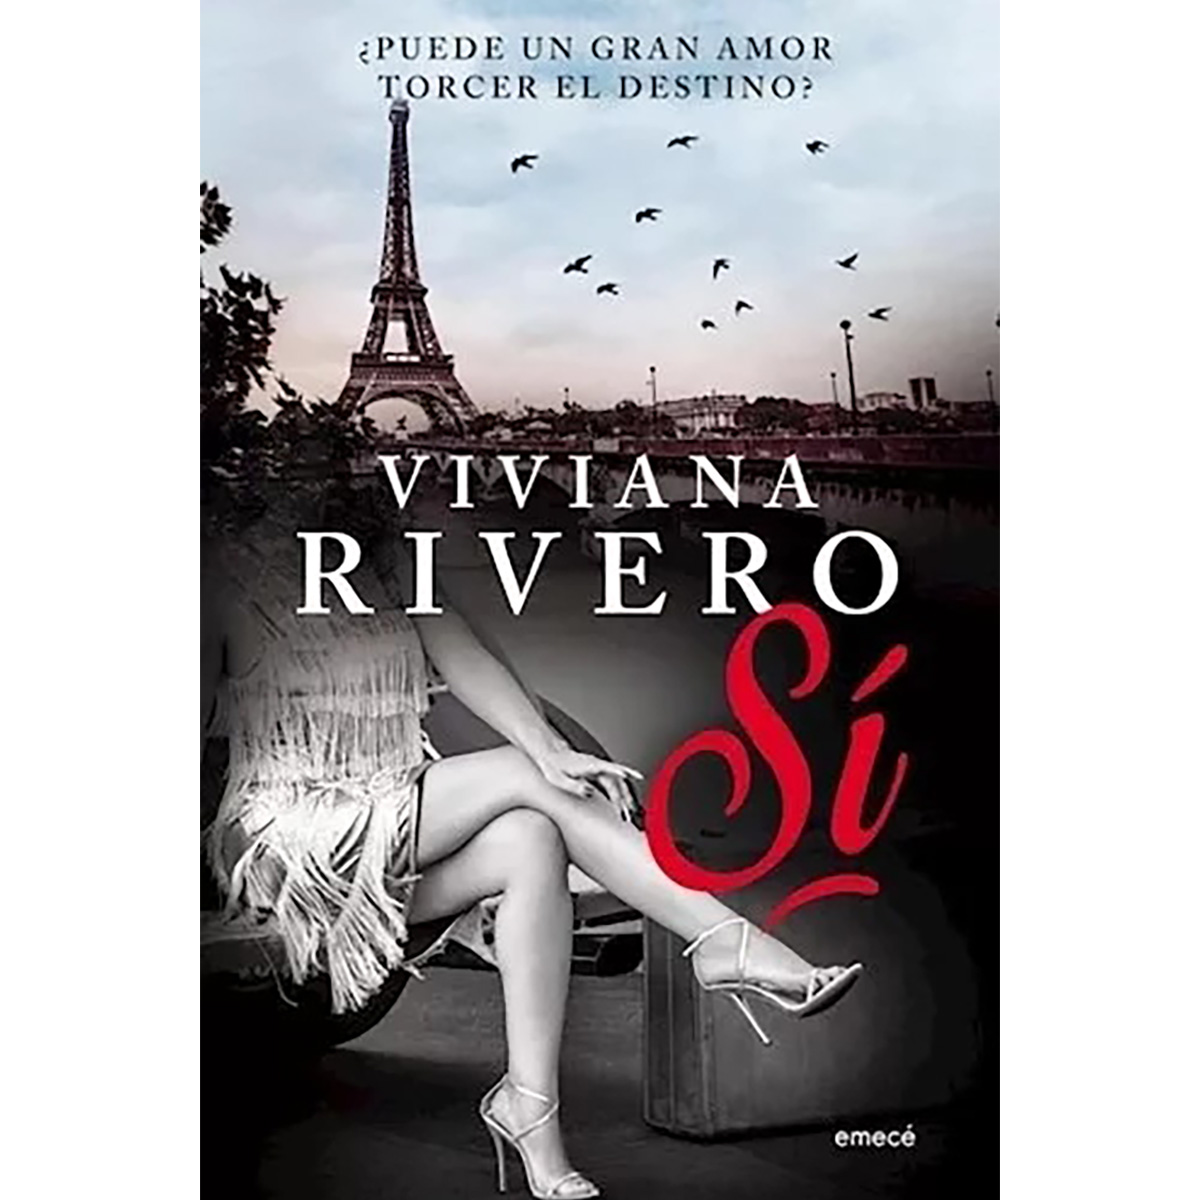 ¿PUEDE UN GRAN AMOR
TORCER EL DESTINO?
VIVIANA
RIVERO
Sí
emecé